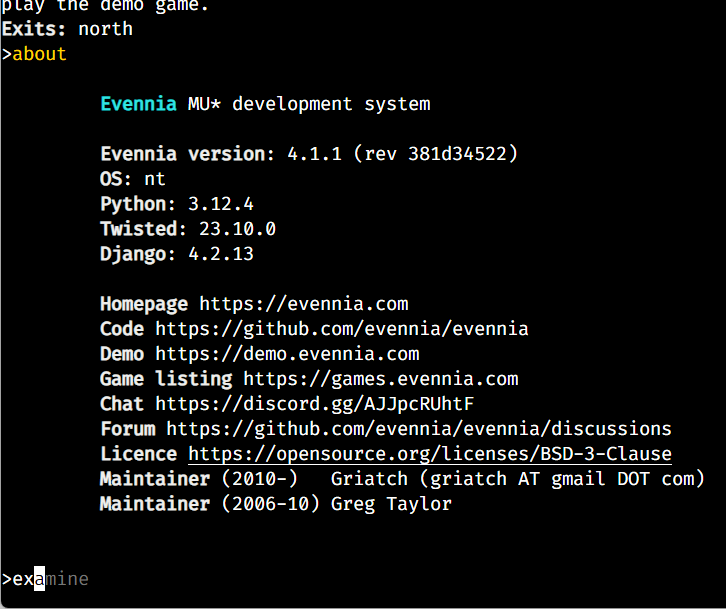 play the demo game.
Exits: north
>about
Evennia MU* development system
Evennia version: 4.1.1 (rev 381d34522)
OS: nt
Python: 3.12.4
Twisted: 23.10.0
Django: 4.2.13
Homepage https://evennia.com
Code https://github.com/evennia/evennia
Demo https://demo.evennia.com
Game listing https://games.evennia.com
Chat https://discord.gg/AJJpcRUhtF
Forum https://github.com/evennia/evennia/discussions
Licence https://opensource.org/licenses/BSD-3-Clause
Maintainer (2010-) Griatch (griatch AT gmail DOT com)
Maintainer (2006-10) Greg Taylor
>examine